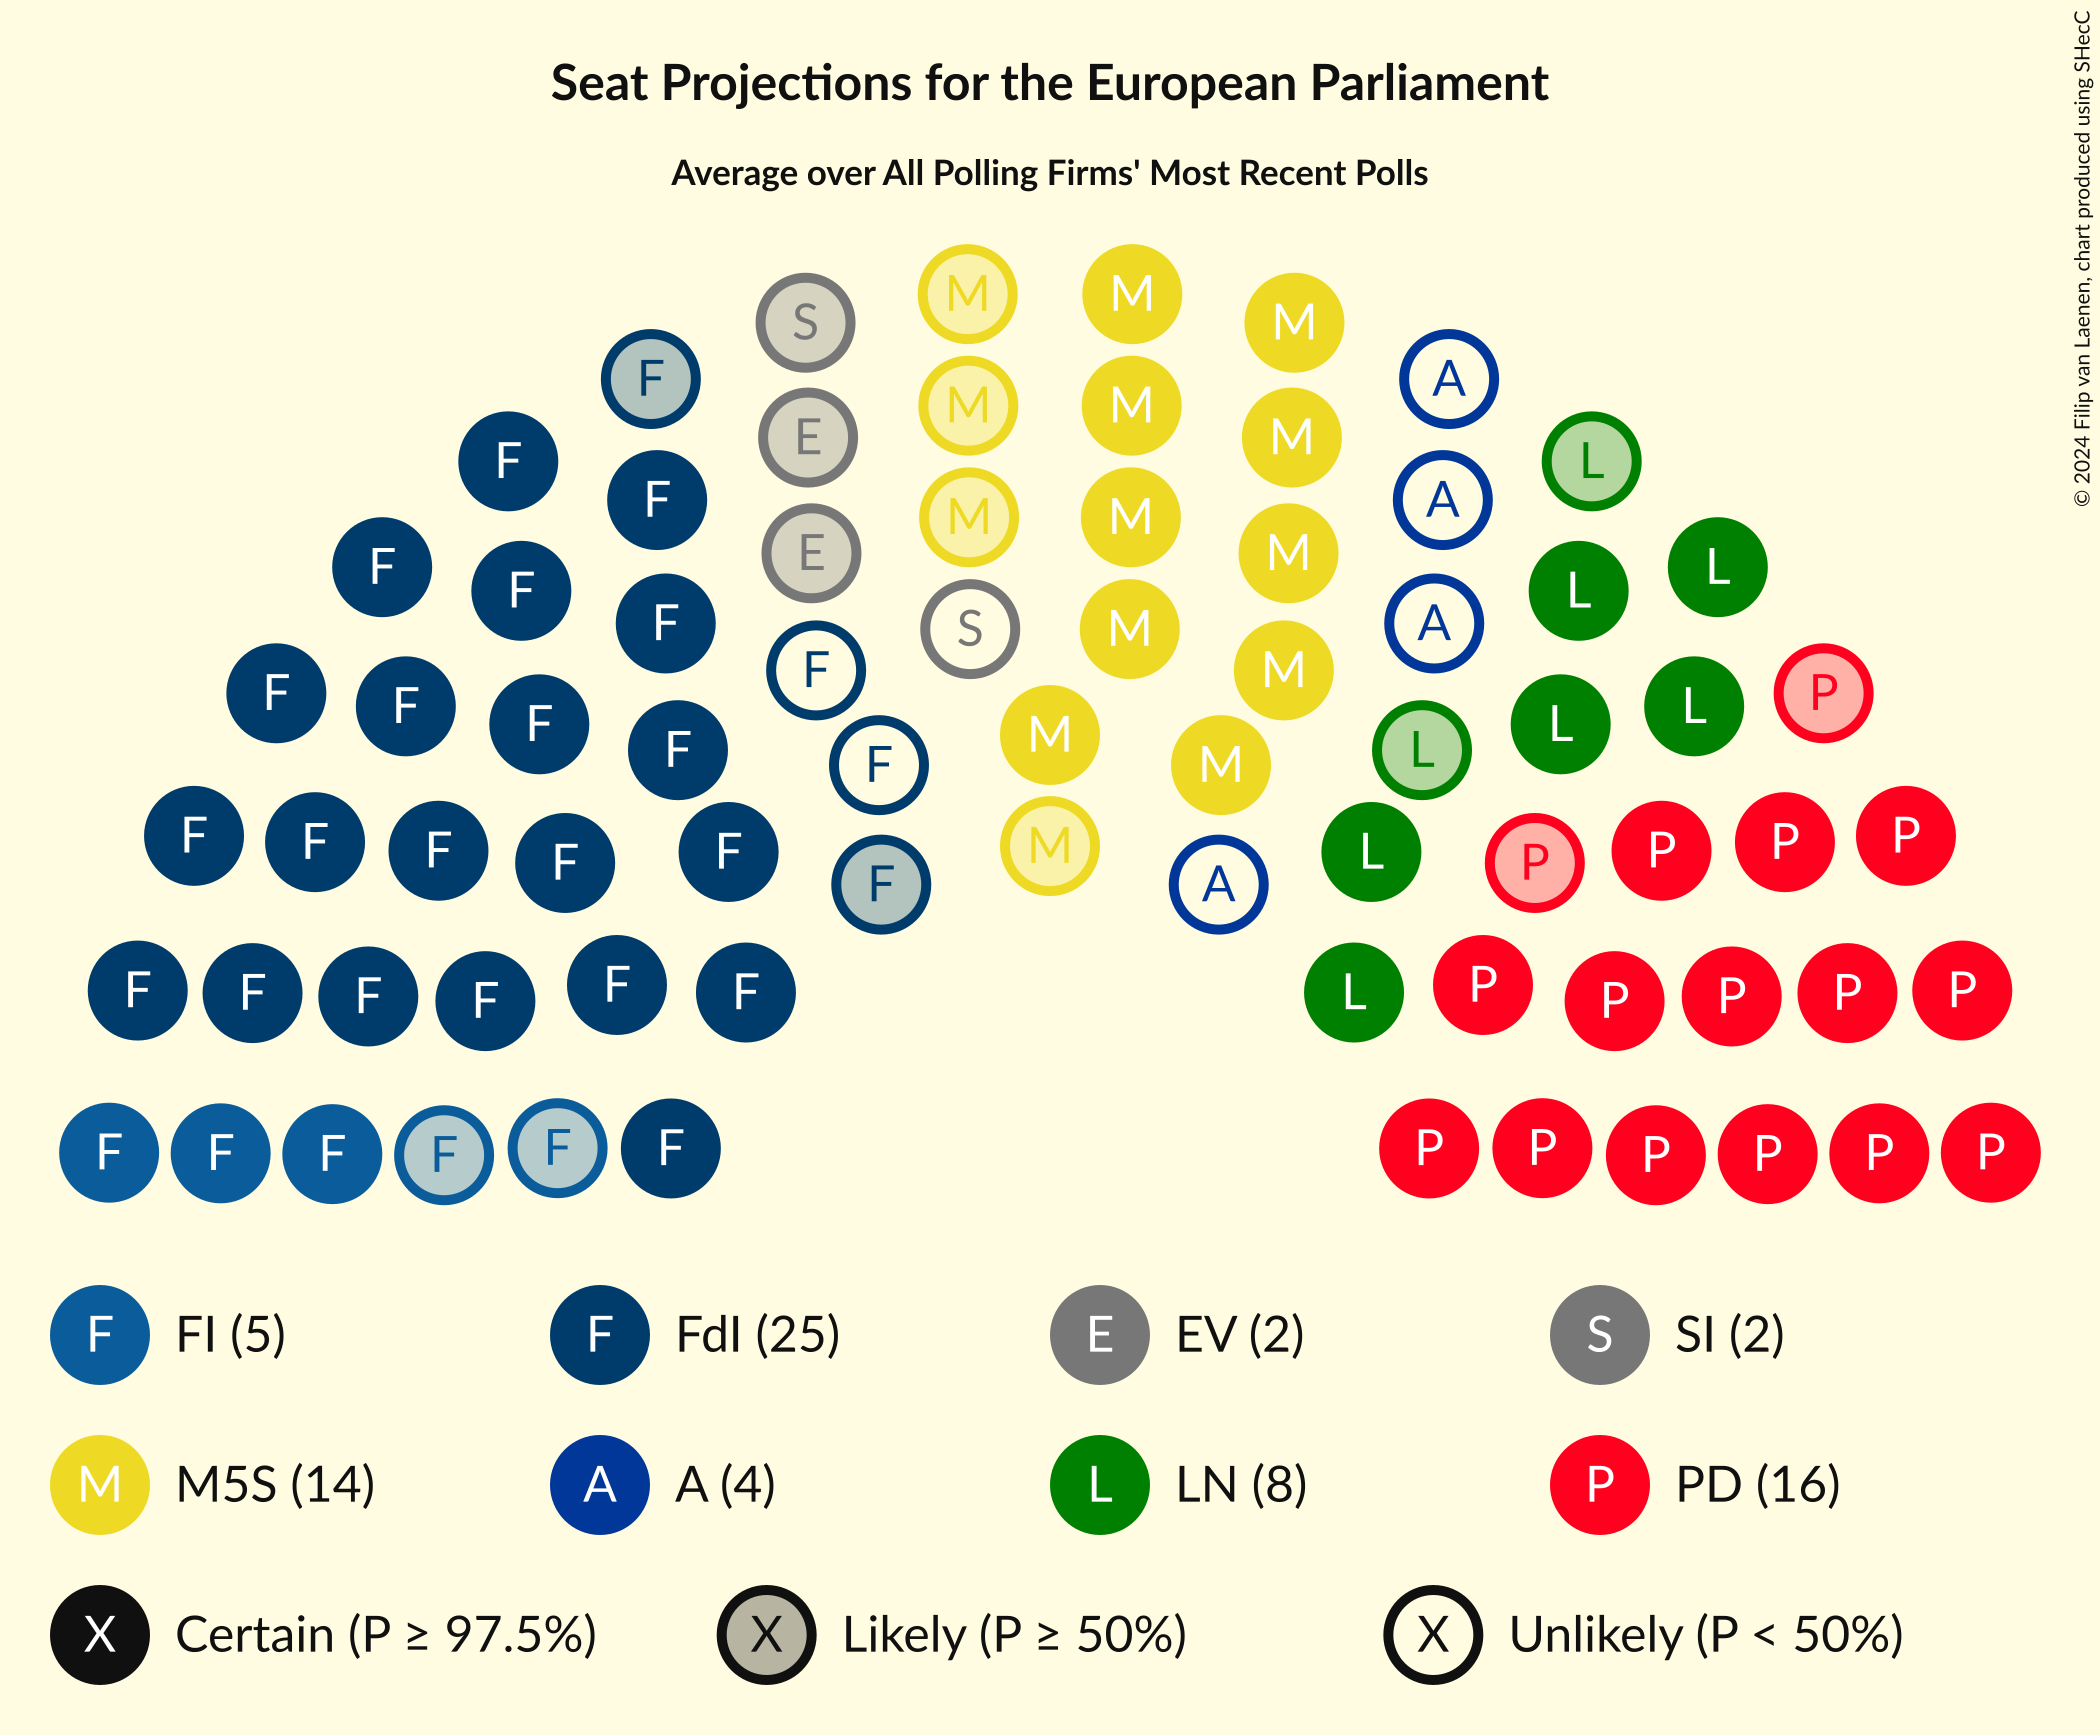 Seat Projections for the European Parliament
Average over All Polling Firms' Most Recent Polls
© 2024 Filip van Laenen, chart produced using SHecC
M M
S M
F A
M M
E M
F L
F A
M M
E M
F L
F L
F A
S M
F M
F L
F L P
F F L
F F L
M
F M
F P P
F F P P
F F L
M
F P
F A
F F P P
F F P P
F F L P
F F P P
F F P P
F F P P
F F F P P P
F F F P P P
F FI (5)
F FdI (25)
E EV (2)
S SI (2)
M M5S (14)
A A (4)
L LN (8)
P PD (16)
X Certain (P ≥ 97.5%)
X Likely (P ≥ 50%)
X Unlikely (P < 50%)